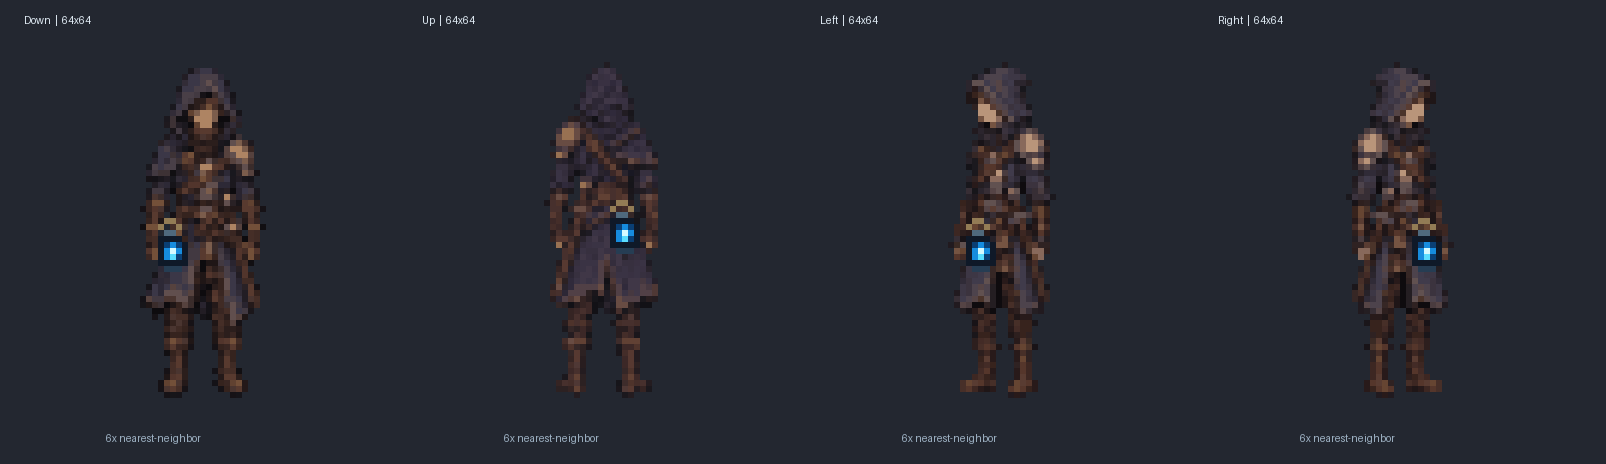 Down | 64x64
Up | 64x64
Left | 64x64
Right | 64x64
6x nearest-neighbor
6x nearest-neighbor
6x nearest-neighbor
6x nearest-neighbor